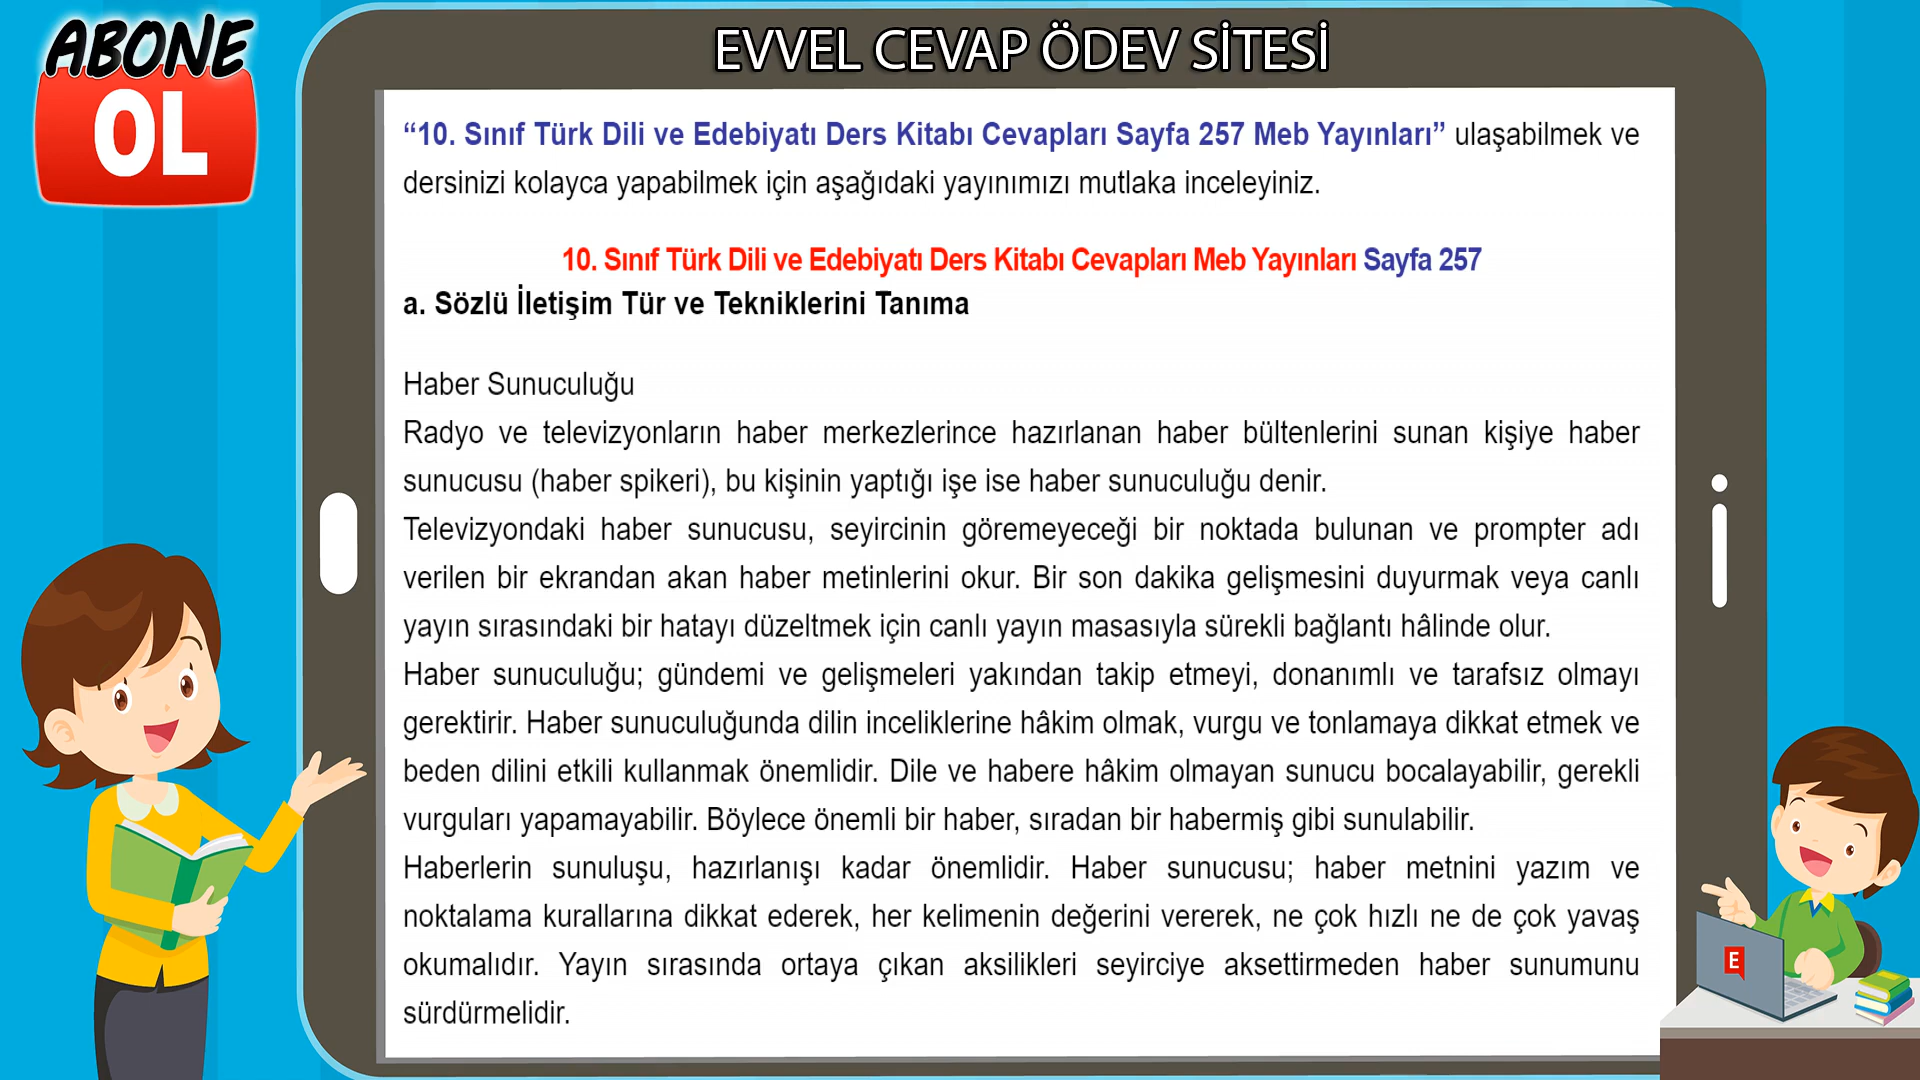 ABONE
OL
EVVEL CEVAP ÖDEV SİTESİ
“10. Sınıf Türk Dili ve Edebiyatı Ders Kitabı Cevapları Sayfa 257 Meb Yayınları” ulaşabilmek ve
dersinizi kolayca yapabilmek için aşağıdaki yayınımızı mutlaka inceleyiniz.
10. Sınıf Türk Dili ve Edebiyatı Ders Kitabı Cevapları Meb Yayınları Sayfa 257
a. Sözlü İletişim Tür ve Tekniklerini Tanıma
Haber Sunuculuğu
Radyo ve televizyonların haber merkezlerince hazırlanan haber bültenlerini sunan kişiye haber
sunucusu (haber spikeri), bu kişinin yaptığı işe ise haber sunuculuğu denir.
Televizyondaki haber sunucusu, seyircinin göremeyeceği bir noktada bulunan ve prompter adı
verilen bir ekrandan akan haber metinlerini okur. Bir son dakika gelişmesini duyurmak veya canlı
yayın sırasındaki bir hatayı düzeltmek için canlı yayın masasıyla sürekli bağlantı hâlinde olur.
Haber sunuculuğu; gündemi ve gelişmeleri yakından takip etmeyi, donanımlı ve tarafsız olmayı
gerektirir. Haber sunuculuğunda dilin inceliklerine hâkim olmak, vurgu ve tonlamaya dikkat etmek ve
beden dilini etkili kullanmak önemlidir. Dile ve habere hâkim olmayan sunucu bocalayabilir, gerekli
vurguları yapamayabilir. Böylece önemli bir haber, sıradan bir habermiş gibi sunulabilir.
Haberlerin sunuluşu, hazırlanışı kadar önemlidir. Haber sunucusu; haber metnini yazım ve
noktalama kurallarına dikkat ederek, her kelimenin değerini vererek, ne çok hızlı ne de çok yavaş
okumalıdır. Yayın sırasında ortaya çıkan aksilikleri seyirciye aksettirmeden haber sunumunu
sürdürmelidir.
E